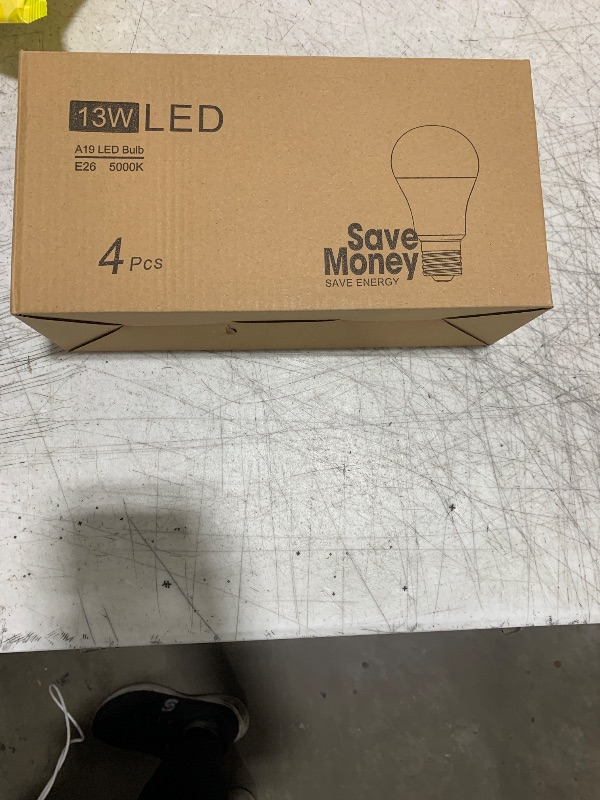 13W LED
A19 LED Bulb
E26 5000K
4 Pcs
Save
Money
SAVE ENERGY